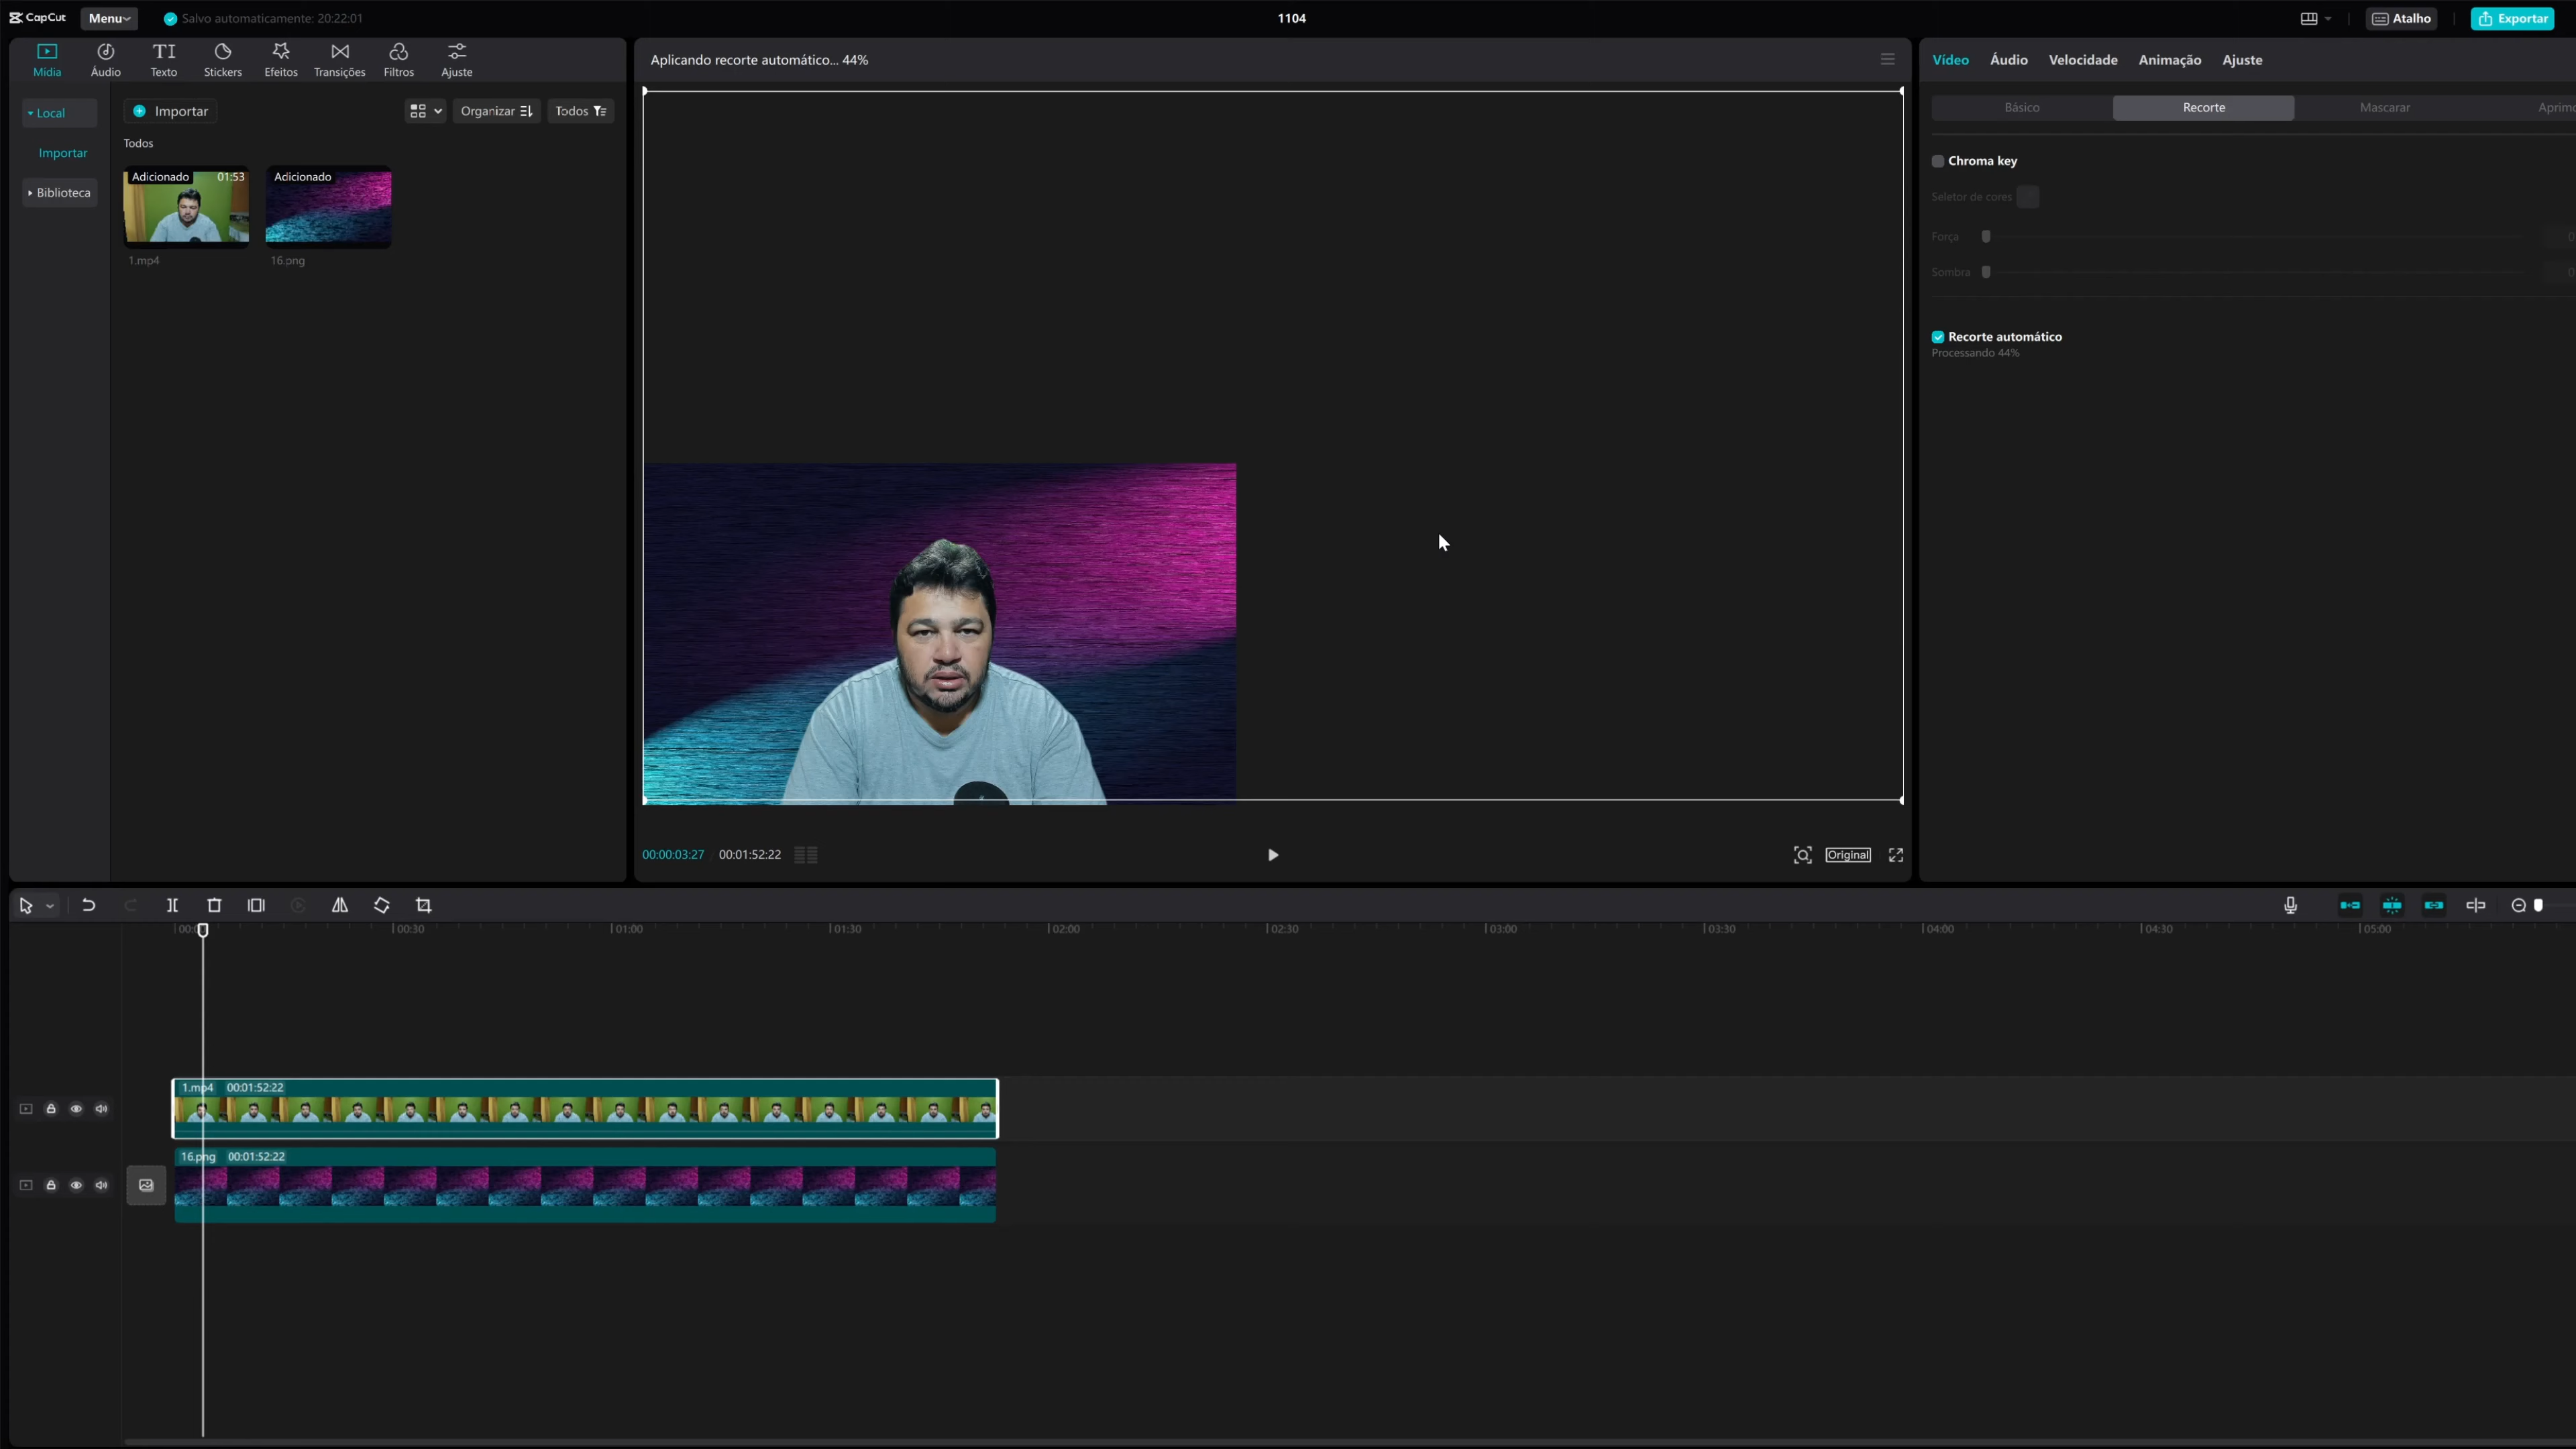 CapCut Menu Salvo automaticamente: 20:22:01 1104 Atalho Exportar
Mídia Áudio Texto Stickers Efeitos Transições Filtros Ajuste
Local
Importar
Biblioteca
Importar Organizar Todos
Todos
Adicionado 01:53 Adicionado
1.mp4 16.png
Aplicando recorte automático... 44%
00:00:03:27 00:01:52:22 Original
Vídeo Áudio Velocidade Animação Ajuste
Básico Recorte Mascarar Aprimo
Chroma key
Seletor de cores
Força 0
Sombra 0
Recorte automático
Processando 44%
00:30 01:00 01:30 02:00 02:30 03:00 03:30 04:00 04:30 05:00
1.mp4 00:01:52:22
16.png 00:01:52:22